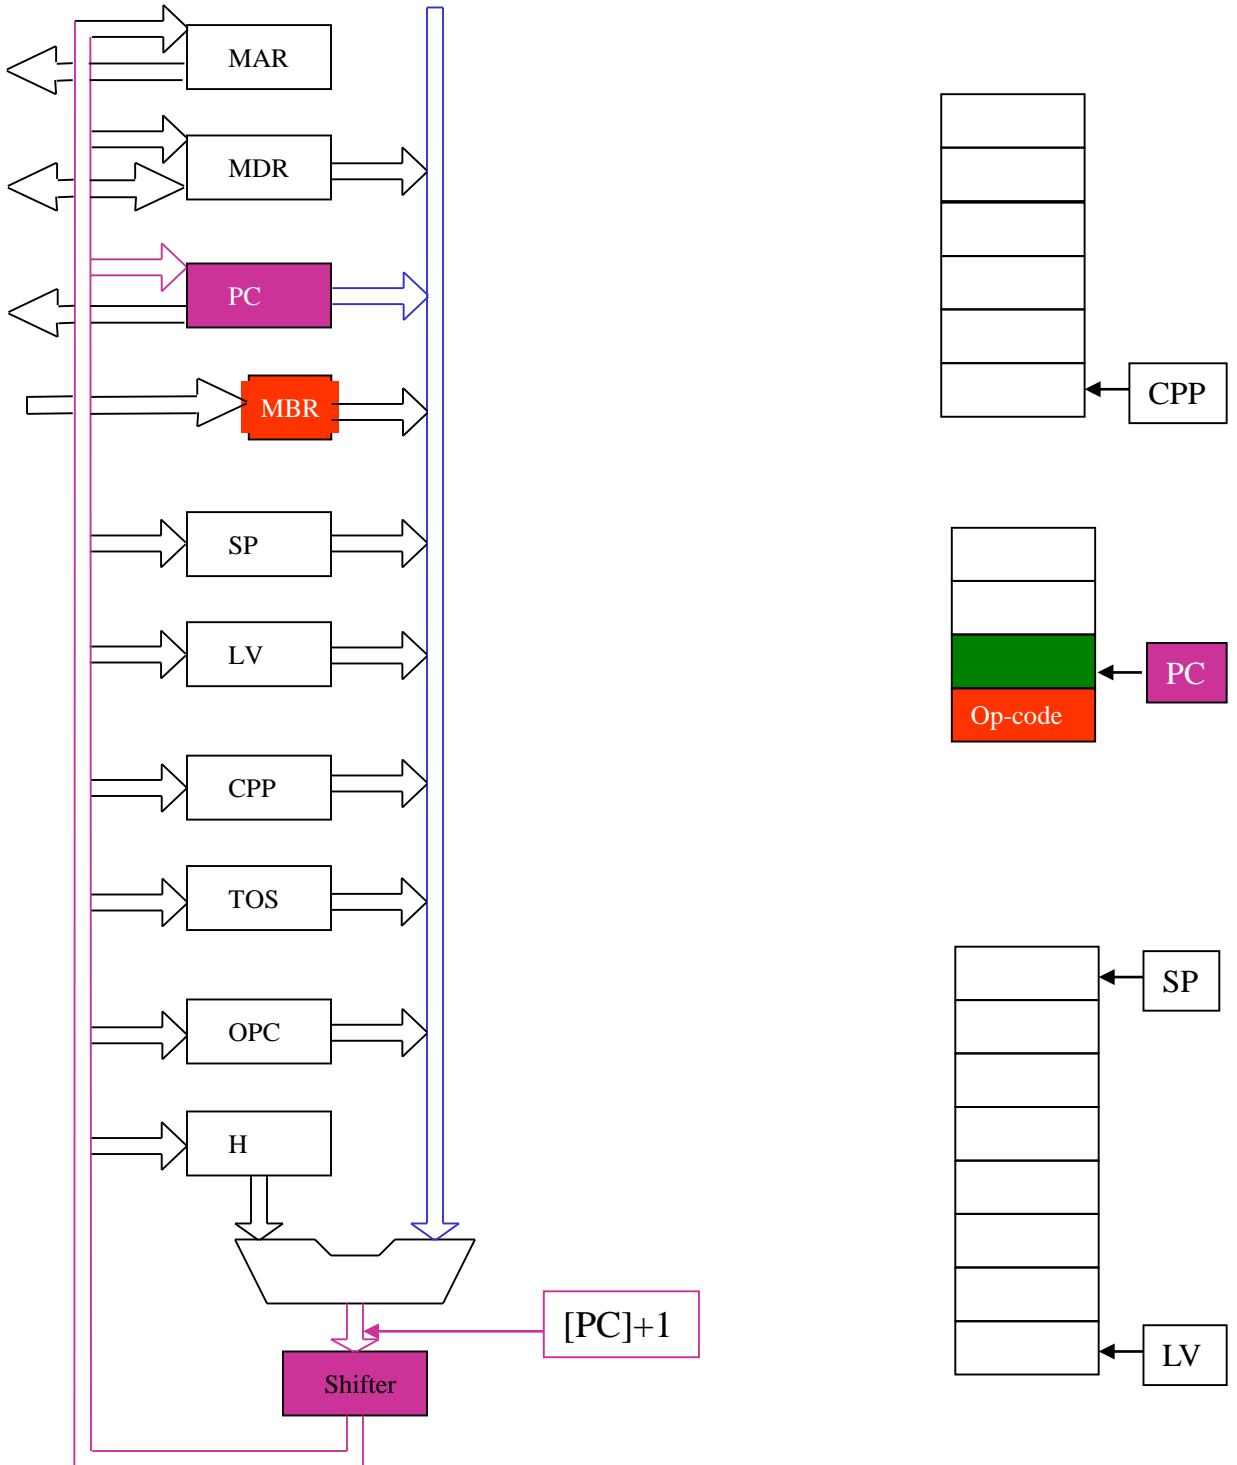 MAR
MDR
PC
MBR
SP
LV
CPP
TOS
OPC
H
[PC]+1
Shifter
CPP
PC
Op-code
SP
LV